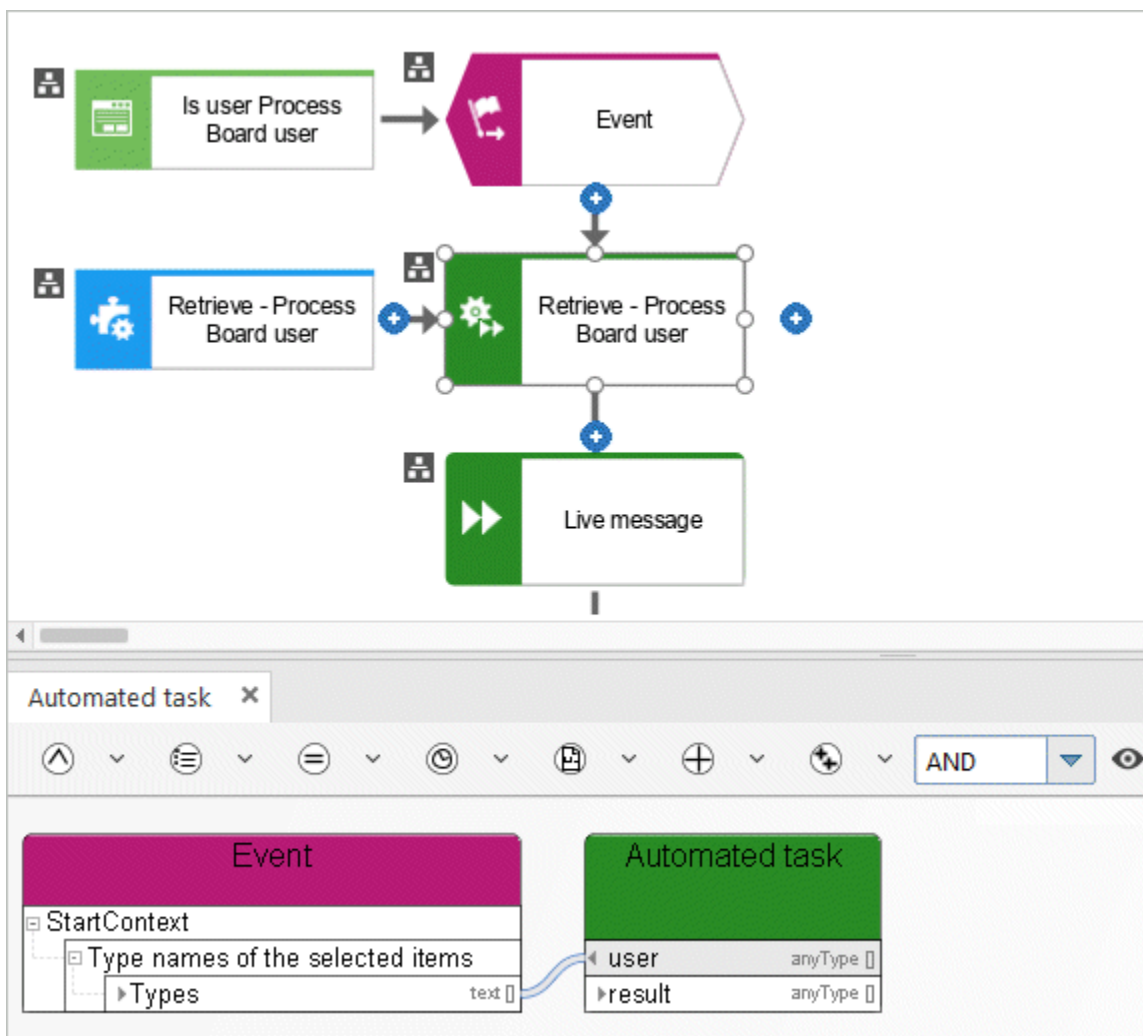 Is user Process
Board user
Event
Retrieve - Process
Board user
Retrieve - Process
Board user
Live message
Automated task
AND
Event
StartContext
Type names of the selected items
Types text []
Automated task
user anyType []
result anyType []